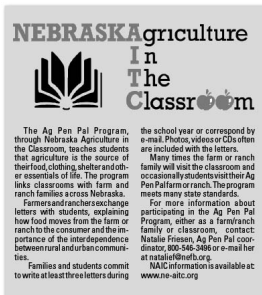 NEBRASKA Agriculture
In
The
Classroom
The Ag Pen Pal Program,
through Nebraska Agriculture in
the Classroom, teaches students
that agriculture is the source of
their food, clothing, shelter and oth-
er essentials of life. The program
links classrooms with farm and
ranch families across Nebraska.
Farmers and ranchers exchange
letters with students, explaining
how food moves from the farm or
ranch to the consumer and the im-
portance of the interdependence
between rural and urban communi-
ties.
Families and students commit
to write at least three letters during
the school year or correspond by
e-mail. Photos, videos or CDs often
are included with the letters.
Many times the farm or ranch
family will visit the classroom and
occasionally students visit their Ag
Pen Pal farm or ranch. The program
meets many state standards.
For more information about
participating in the Ag Pen Pal
Program, either as a farm/ranch
family or classroom, contact:
Natalie Friesen, Ag Pen Pal coor-
dinator, 800-546-3496 or e-mail her
at natalief@nefb.org.
NAIC information is available at:
www.ne-aitc.org